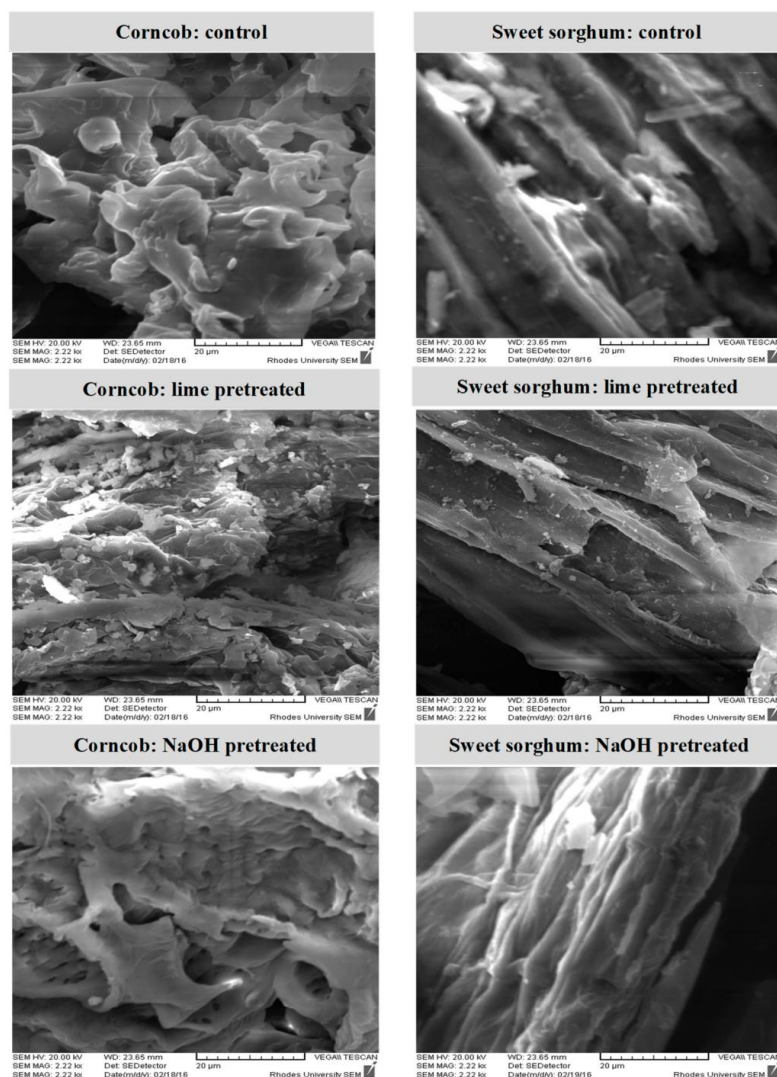 Corncob: control
SEM HV: 20.00 kV WD: 23.65 mm VEGA\\ TESCAN
SEM MAG: 2.22 kx Det: SEDetector 20 µm
SEM MAG: 2.22 kx Date(m/d/y): 02/18/16 Rhodes University SEM
Sweet sorghum: control
SEM HV: 20.00 kV WD: 23.65 mm VEGA\\ TESCAN
SEM MAG: 2.22 kx Det: SEDetector 20 µm
SEM MAG: 2.22 kx Date(m/d/y): 02/18/16 Rhodes University SEM
Corncob: lime pretreated
SEM HV: 20.00 kV WD: 23.65 mm VEGA\\ TESCAN
SEM MAG: 2.22 kx Det: SEDetector 20 µm
SEM MAG: 2.22 kx Date(m/d/y): 02/18/16 Rhodes University SEM
Sweet sorghum: lime pretreated
SEM HV: 20.00 kV WD: 23.65 mm VEGA\\ TESCAN
SEM MAG: 2.22 kx Det: SEDetector 20 µm
SEM MAG: 2.22 kx Date(m/d/y): 02/18/16 Rhodes University SEM
Corncob: NaOH pretreated
SEM HV: 20.00 kV WD: 23.65 mm VEGA\\ TESCAN
SEM MAG: 2.22 kx Det: SEDetector 20 µm
SEM MAG: 2.22 kx Date(m/d/y): 02/18/16 Rhodes University SEM
Sweet sorghum: NaOH pretreated
SEM HV: 20.00 kV WD: 23.65 mm VEGA\\ TESCAN
SEM MAG: 2.22 kx Det: SEDetector 20 µm
SEM MAG: 2.22 kx Date(m/d/y): 02/19/16 Rhodes University SEM